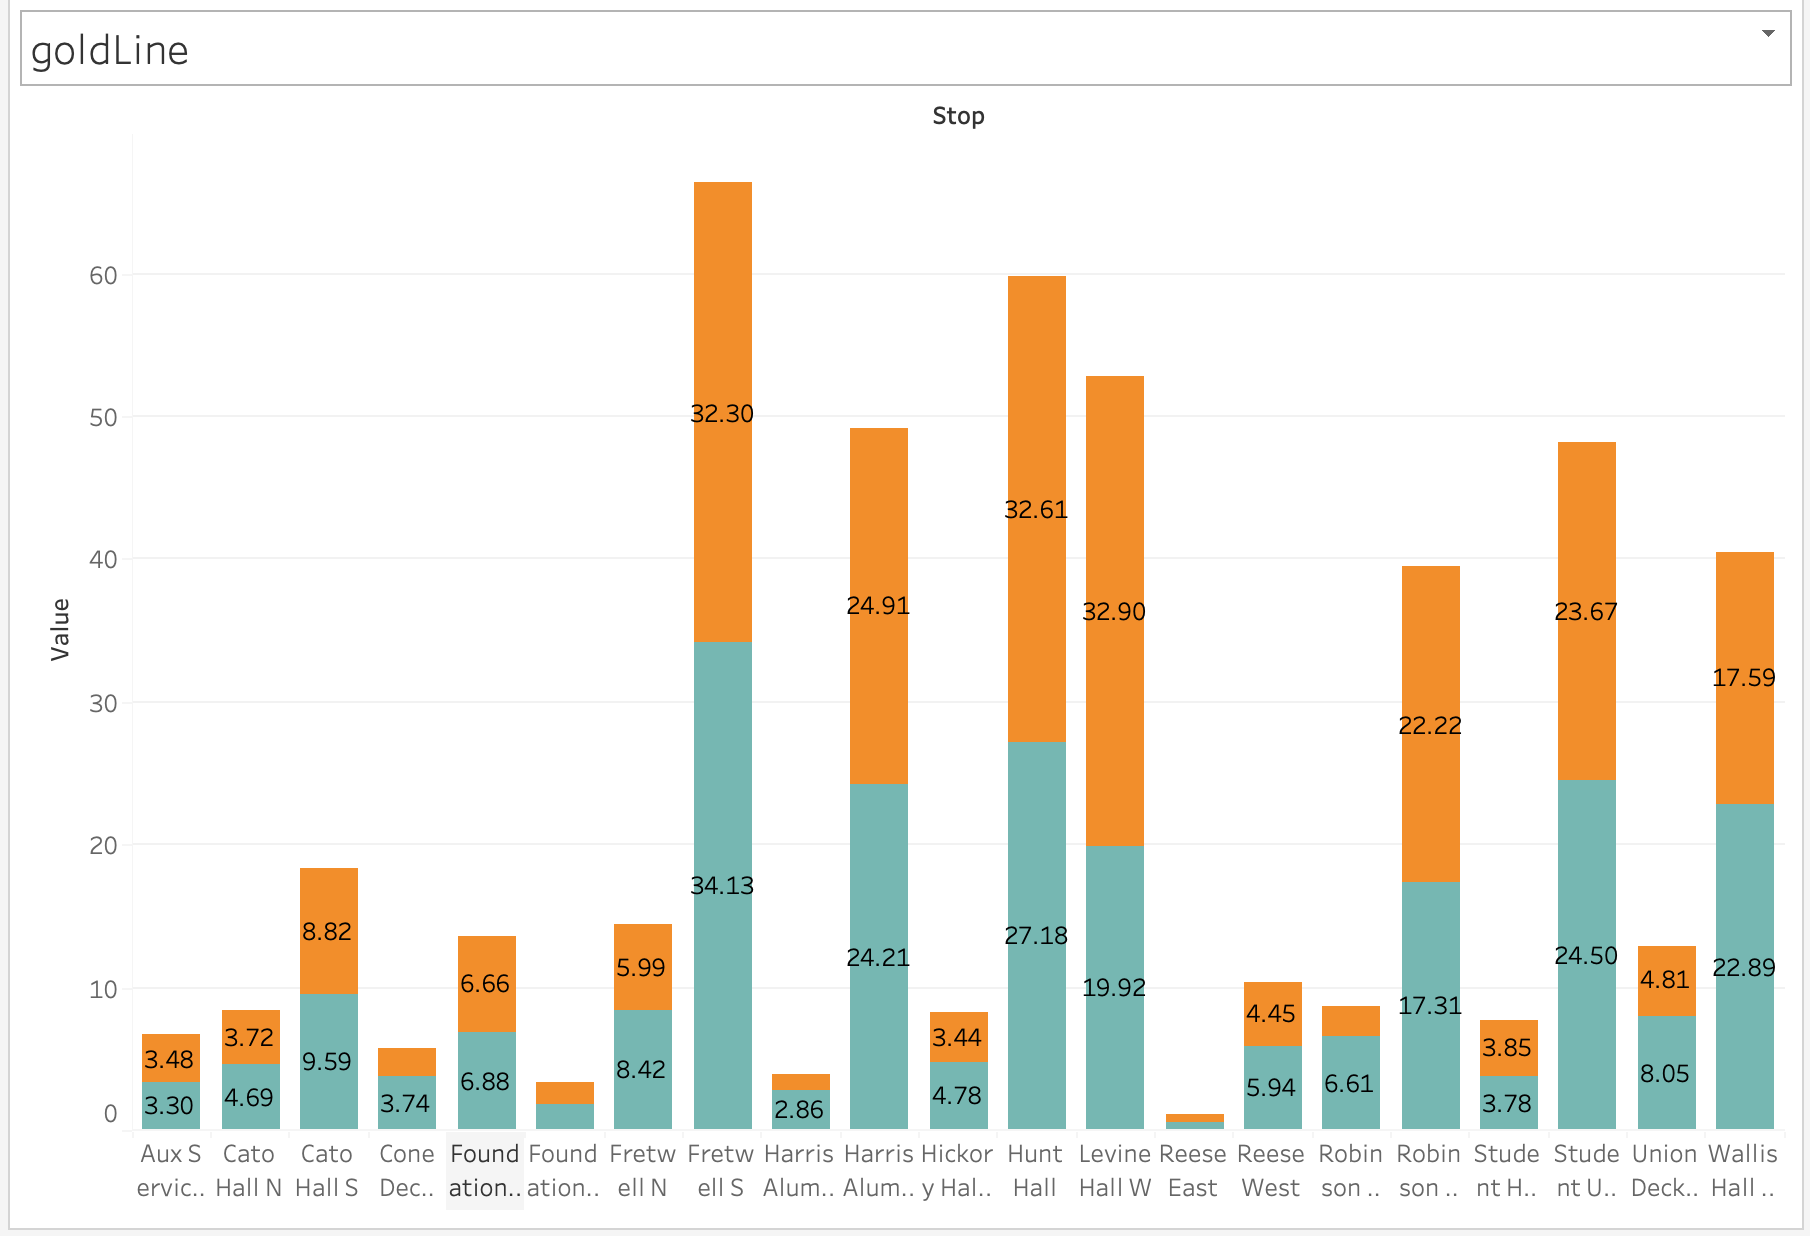 goldLine
Stop
Value
60
50
40
30
20
10
0
32.30
32.61
24.91
32.90
23.67
17.59
22.22
34.13
8.82
27.18
24.21
24.50
22.89
5.99
6.66
4.81
19.92
17.31
4.45
3.48
3.72
9.59
3.44
3.85
8.42
6.88
8.05
5.94
6.61
3.30
4.69
3.74
2.86
4.78
3.78
Aux S
ervic..
Cato
Hall N
Cato
Hall S
Cone
Dec..
Found
ation..
Found
ation..
Fretw
ell N
Fretw
ell S
Harris
Alum..
Harris
Alum..
Hickor
y Hal..
Hunt
Hall
Levine
Hall W
Reese
East
Reese
West
Robin
son ..
Robin
son ..
Stude
nt H..
Stude
nt U..
Union
Deck..
Wallis
Hall ..